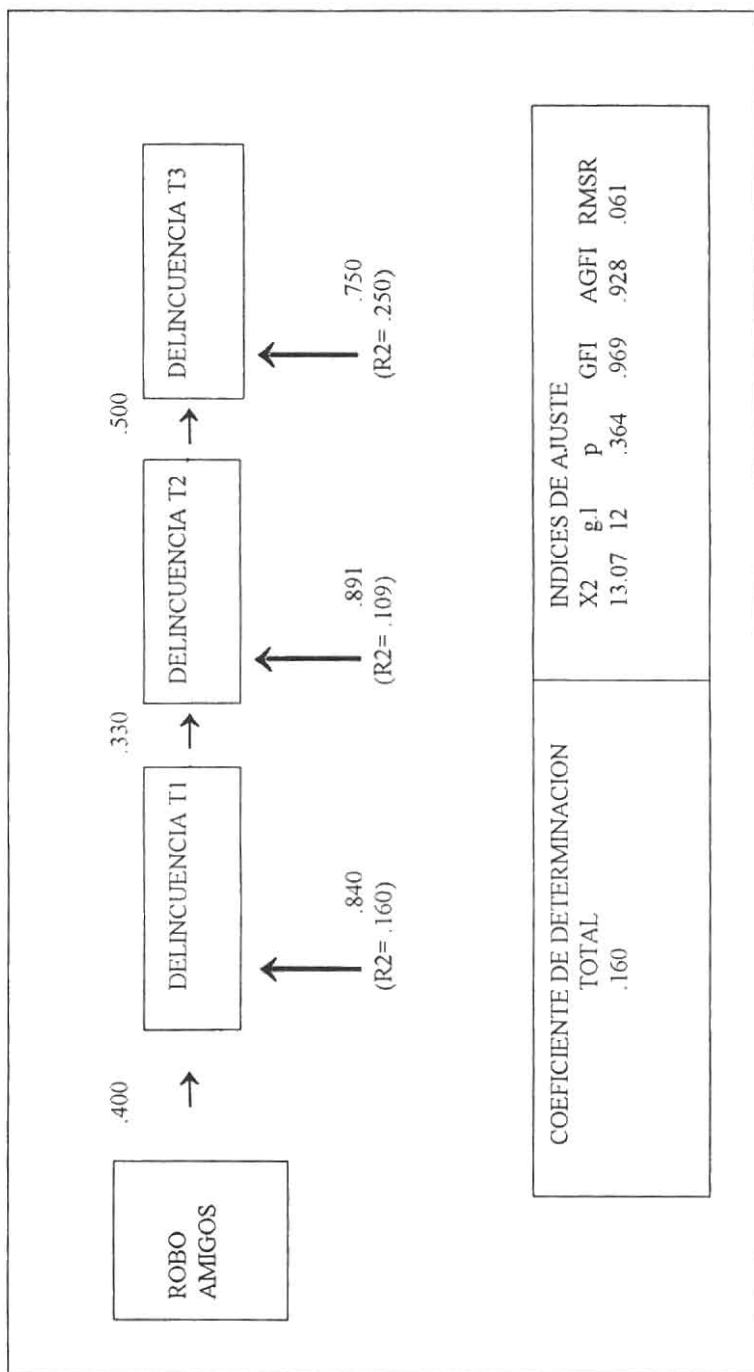 ROBO
AMIGOS
.400
DELINCUENCIA T1
.840
(R2= .160)
.330
DELINCUENCIA T2
.891
(R2= .109)
.500
DELINCUENCIA T3
.750
(R2= .250)
COEFICIENTE DE DETERMINACION
TOTAL
.160
INDICES DE AJUSTE
X2 g.l p GFI AGFI RMSR
13.07 12 .364 .969 .928 .061